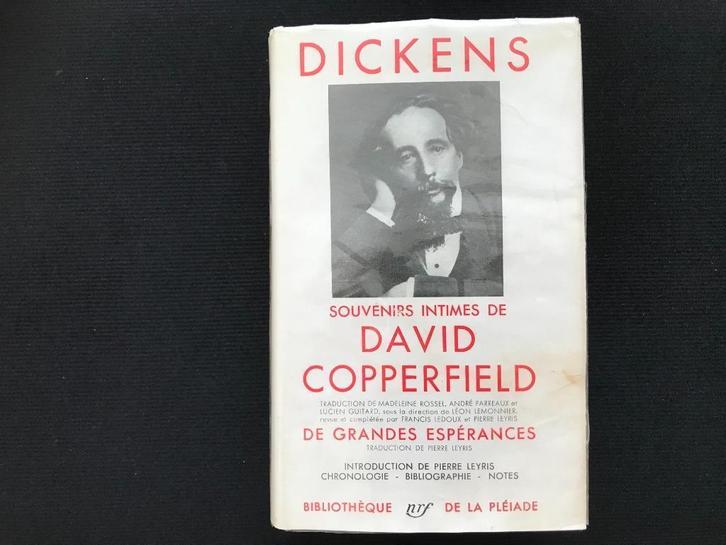 DICKENS
SOUVENIRS INTIMES DE
DAVID
COPPERFIELD
TRADUCTION DE MADELEINE ROSSEL, ANDRÉ PARREAUX et
LUCIEN GUITARD, sous la direction de LÉON LEMONNIER,
revue et complétée par FRANCIS LEDOUX et PIERRE LEYRIS
DE GRANDES ESPÉRANCES
TRADUCTION DE PIERRE LEYRIS
INTRODUCTION DE PIERRE LEYRIS
CHRONOLOGIE - BIBLIOGRAPHIE - NOTES
BIBLIOTHÈQUE nrf DE LA PLÉIADE